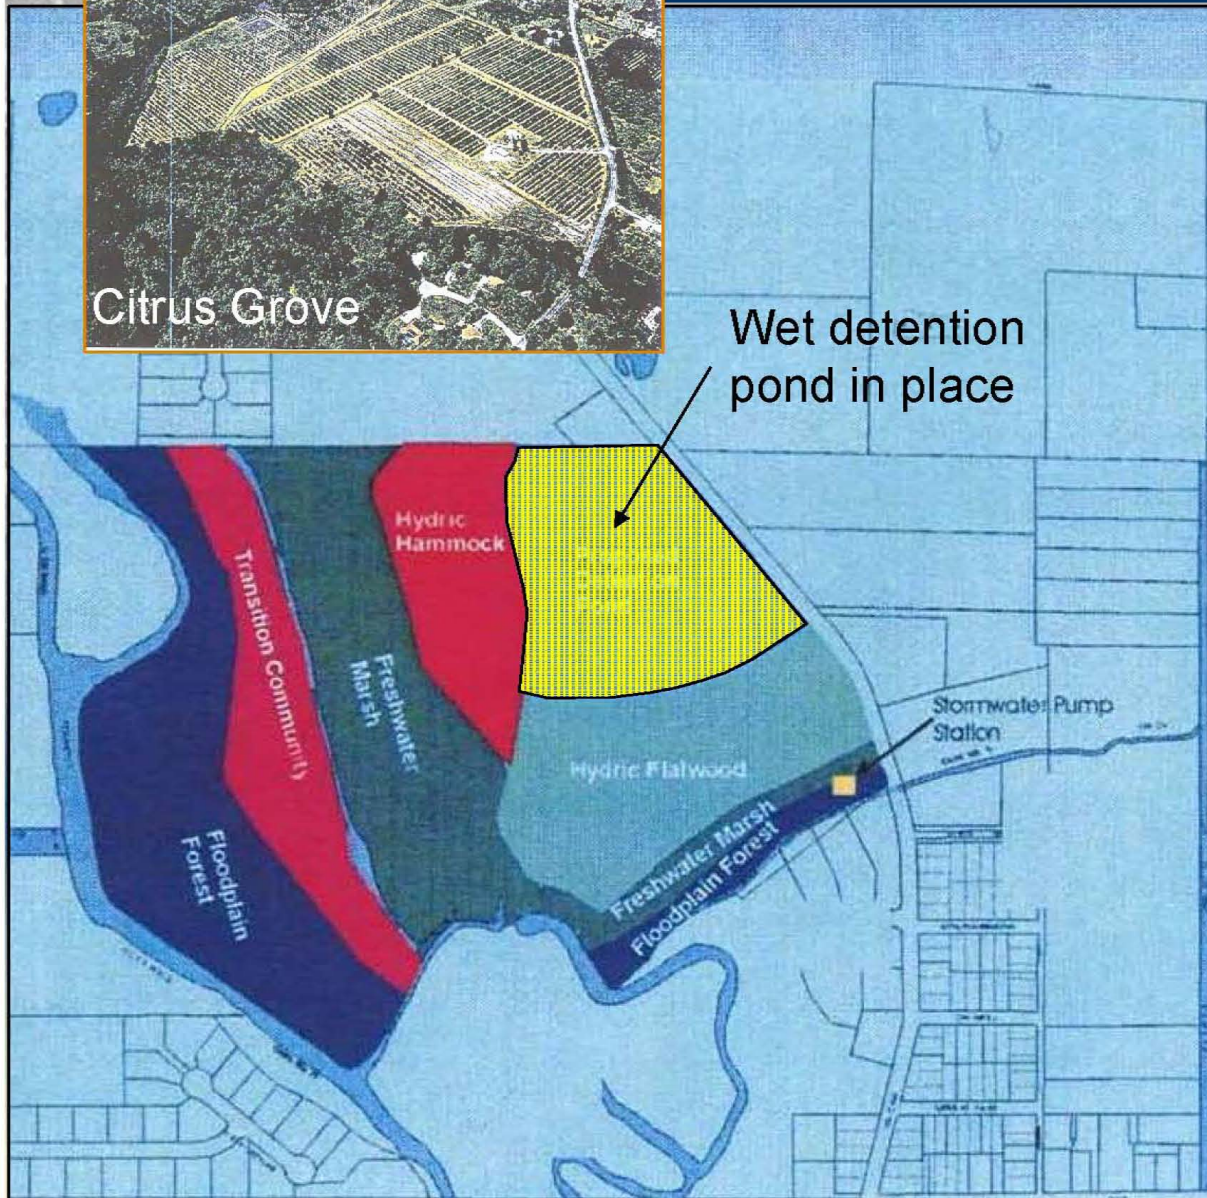 Citrus Grove
Wet detention
pond in place
Hydric
Hammock
Transition Community
Freshwater
Marsh
Stormwater Pump
Station
Hydric Flatwood
Freshwater Marsh
Floodplain Forest
Floodplain
Forest